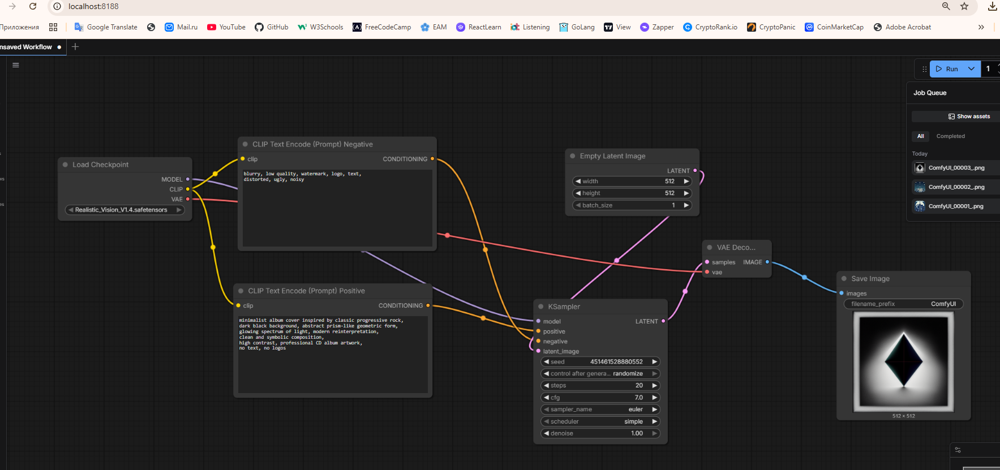 localhost:8188
Приложения
Google Translate
Mail.ru
YouTube
GitHub
W3Schools
FreeCodeCamp
EAM
ReactLearn
Listening
GoLang
View
Zapper
CryptoRank.io
CryptoPanic
CoinMarketCap
Adobe Acrobat
nsaved Workflow
Run
1
Job Queue
Show assets
All
Completed
Today
ComfyUI_00003_.png
ComfyUI_00002_.png
ComfyUI_00001_.png
Load Checkpoint
MODEL
CLIP
VAE
Realistic_Vision_V1.4.safetensors
CLIP Text Encode (Prompt) Negative
clip
CONDITIONING
blurry, low quality, watermark, logo, text,
distorted, ugly, noisy
CLIP Text Encode (Prompt) Positive
clip
CONDITIONING
minimalist album cover inspired by classic progressive rock,
dark black background, abstract prism-like geometric form,
glowing spectrum of light, modern reinterpretation,
clean and symbolic composition,
high contrast, professional CD album artwork,
no text, no logos
Empty Latent Image
LATENT
width 512
height 512
batch_size 1
KSampler
model
LATENT
positive
negative
latent_image
seed 451461528880552
control after genera... randomize
steps 20
cfg 7.0
sampler_name euler
scheduler simple
denoise 1.00
VAE Deco...
samples
IMAGE
vae
Save Image
images
filename_prefix ComfyUI
512 × 512